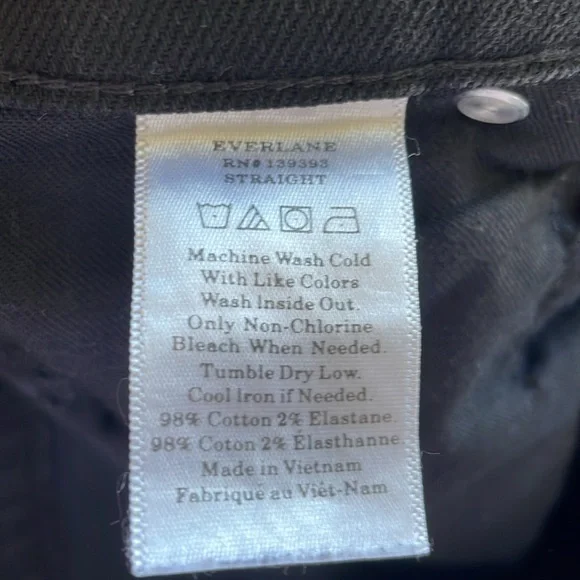 EVERLANE
RN# 139393
STRAIGHT
Machine Wash Cold
With Like Colors
Wash Inside Out.
Only Non-Chlorine
Bleach When Needed.
Tumble Dry Low.
Cool Iron if Needed.
98% Cotton 2% Elastane.
98% Coton 2% Élasthanne.
Made in Vietnam
Fabriqué au Viêt-Nam